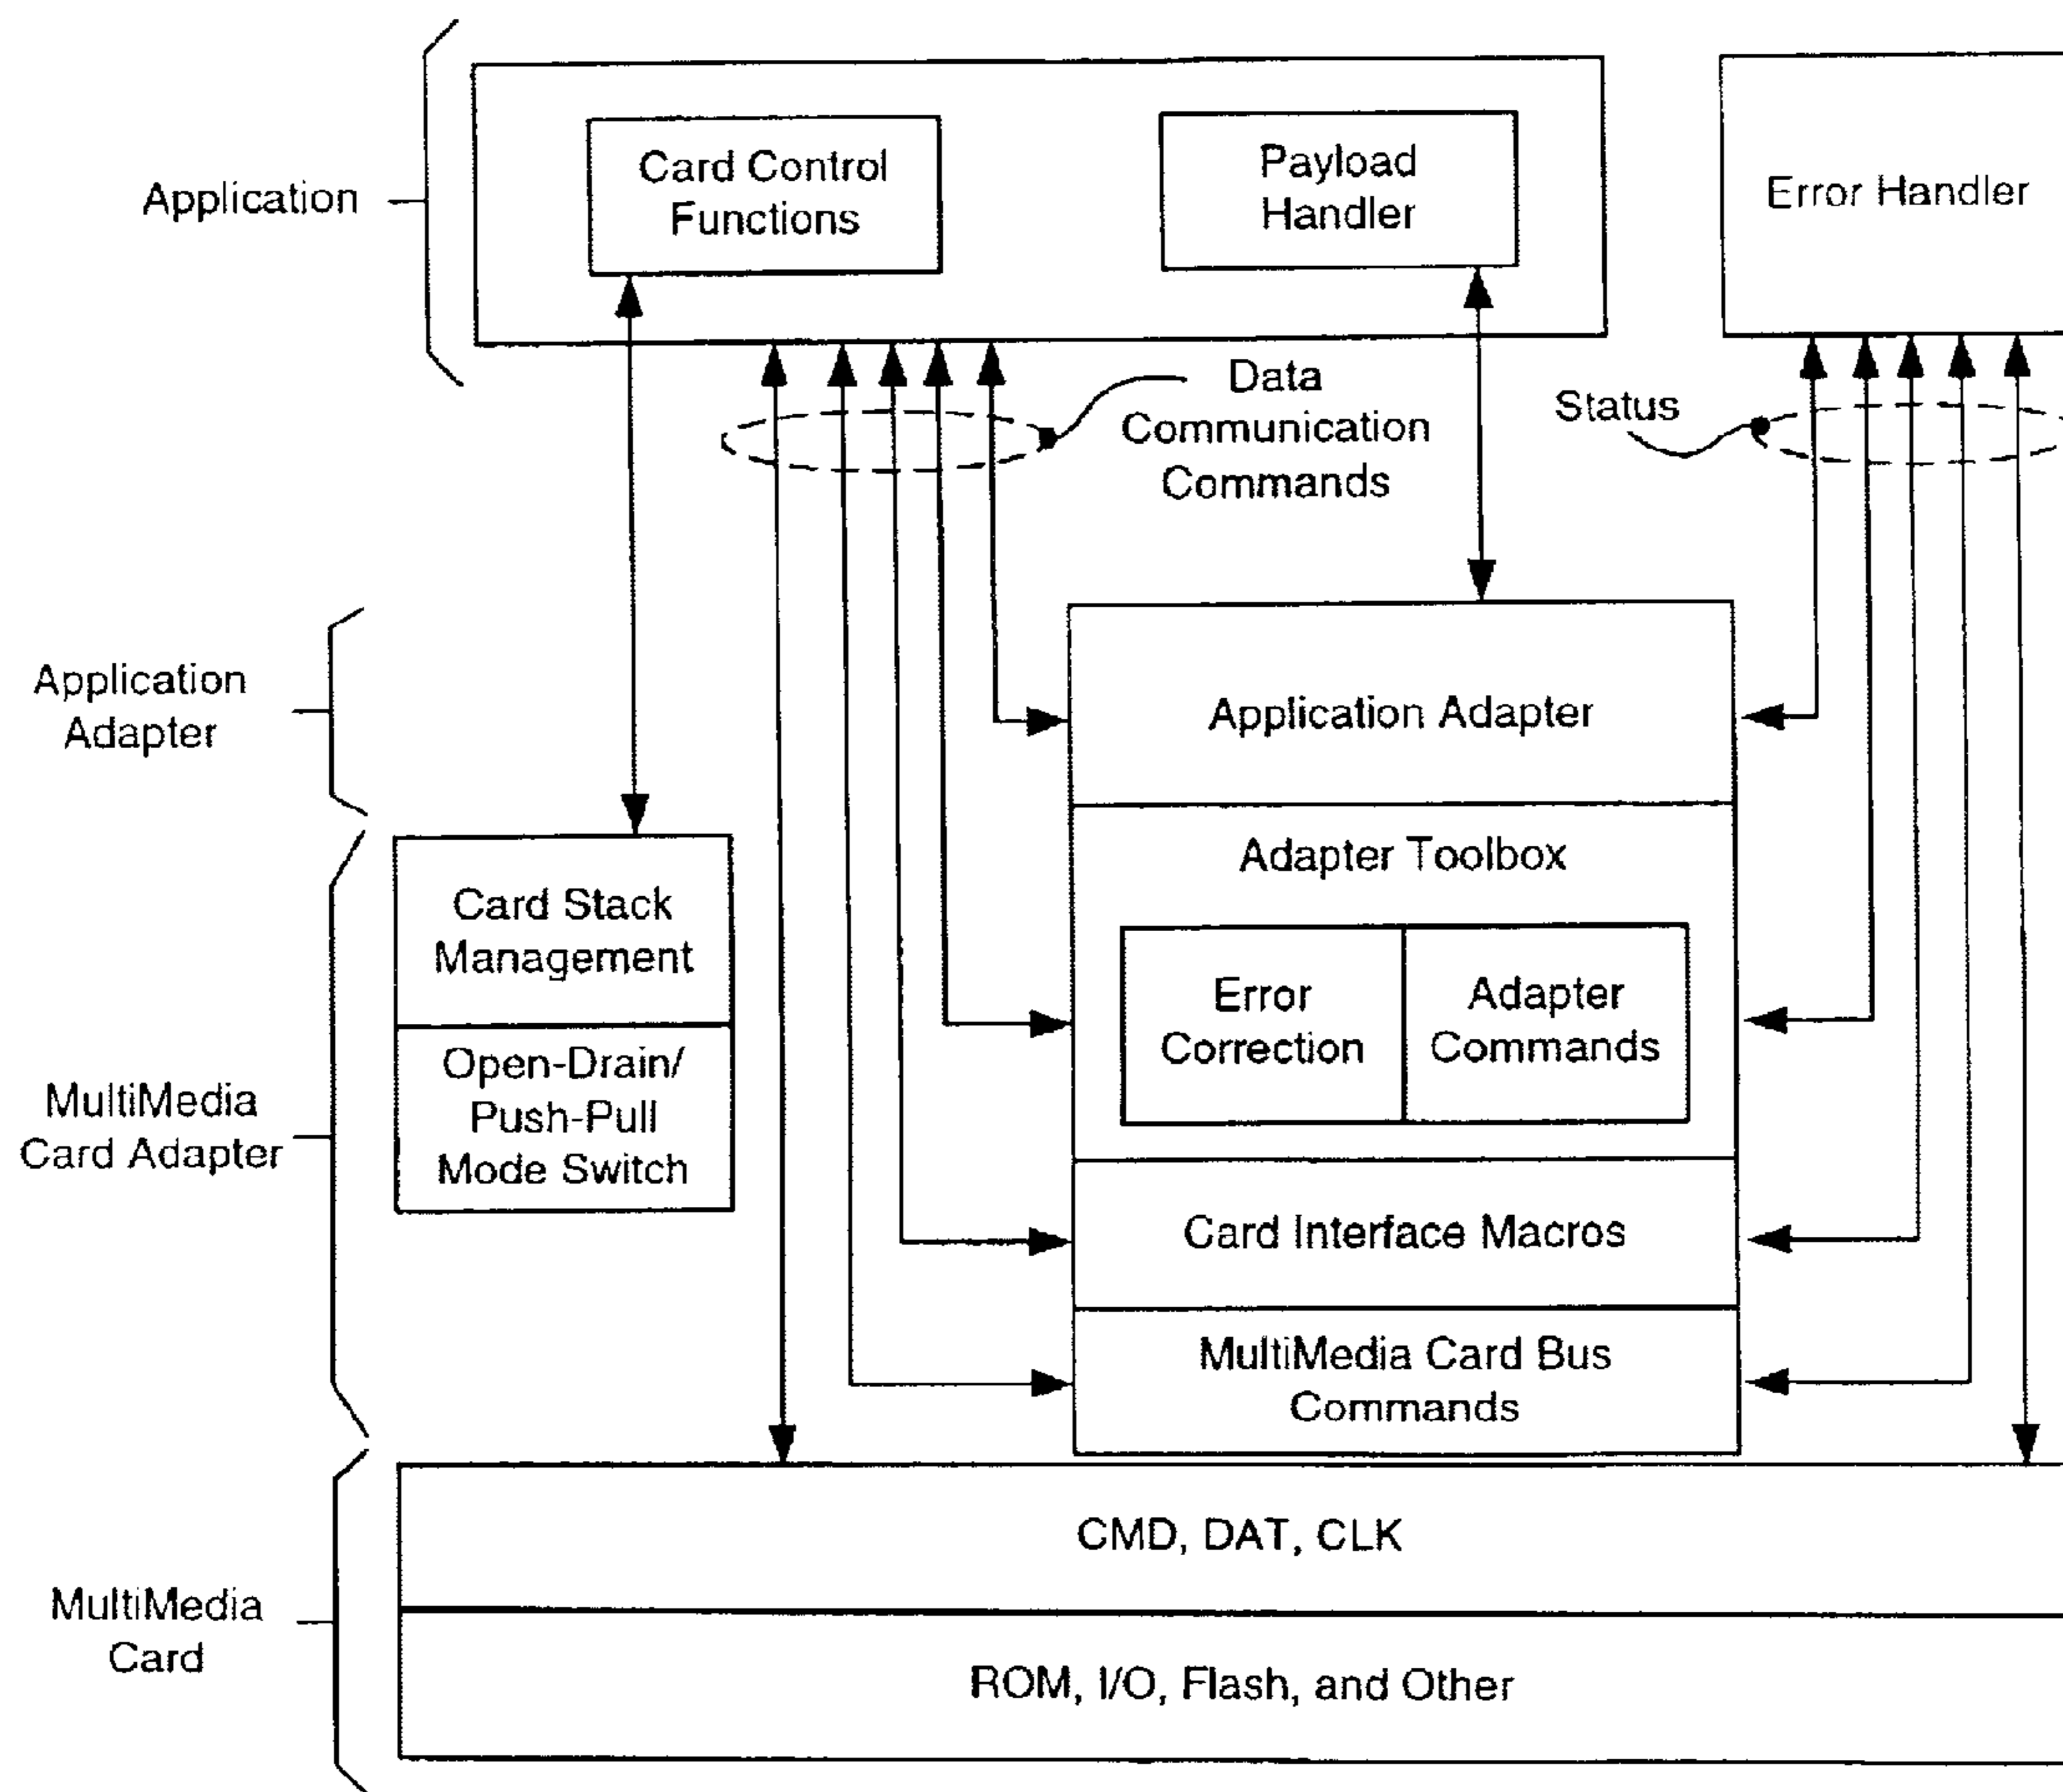 Application
Card Control
Functions
Payload
Handler
Error Handler
Data
Communication
Commands
Status
Application
Adapter
Application Adapter
Adapter Toolbox
Error
Correction
Adapter
Commands
Card Stack
Management
Open-Drain/
Push-Pull
Mode Switch
MultiMedia
Card Adapter
Card Interface Macros
MultiMedia Card Bus
Commands
MultiMedia
Card
CMD, DAT, CLK
ROM, I/O, Flash, and Other